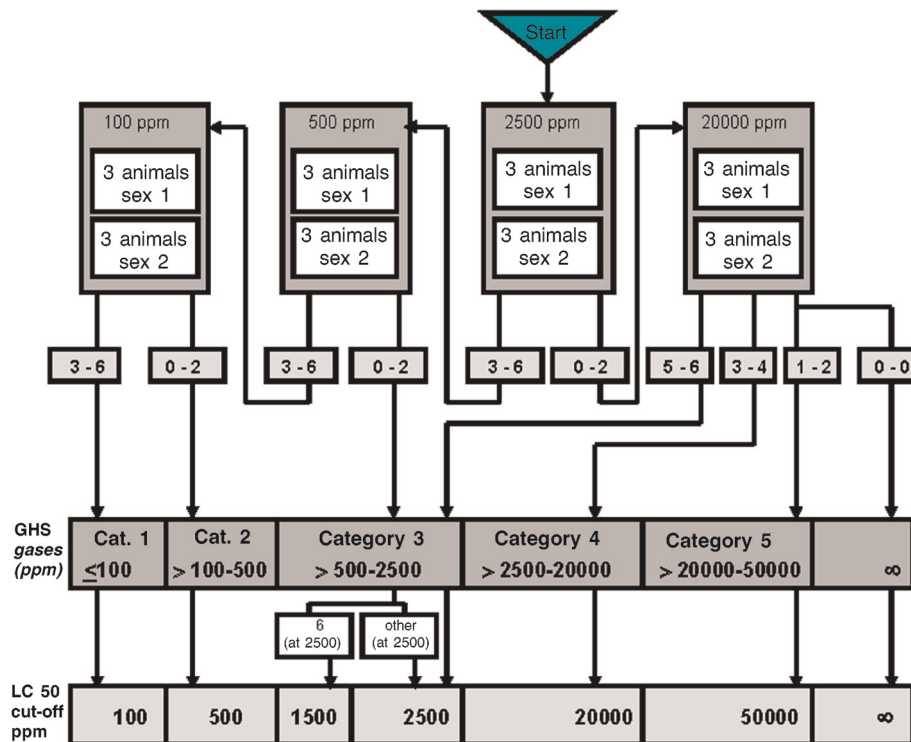 Start
100 ppm
3 animals
sex 1
3 animals
sex 2
500 ppm
3 animals
sex 1
3 animals
sex 2
2500 ppm
3 animals
sex 1
3 animals
sex 2
20000 ppm
3 animals
sex 1
3 animals
sex 2
3 - 6
0 - 2
3 - 6
0 - 2
3 - 6
0 - 2
5 - 6
3 - 4
1 - 2
0 - 0
GHS
gases
(ppm)
Cat. 1
≤100
Cat. 2
> 100-500
Category 3
> 500-2500
Category 4
> 2500-20000
Category 5
> 20000-50000
∞
6
(at 2500)
other
(at 2500)
LC 50
cut-off
ppm
100
500
1500
2500
20000
50000
∞